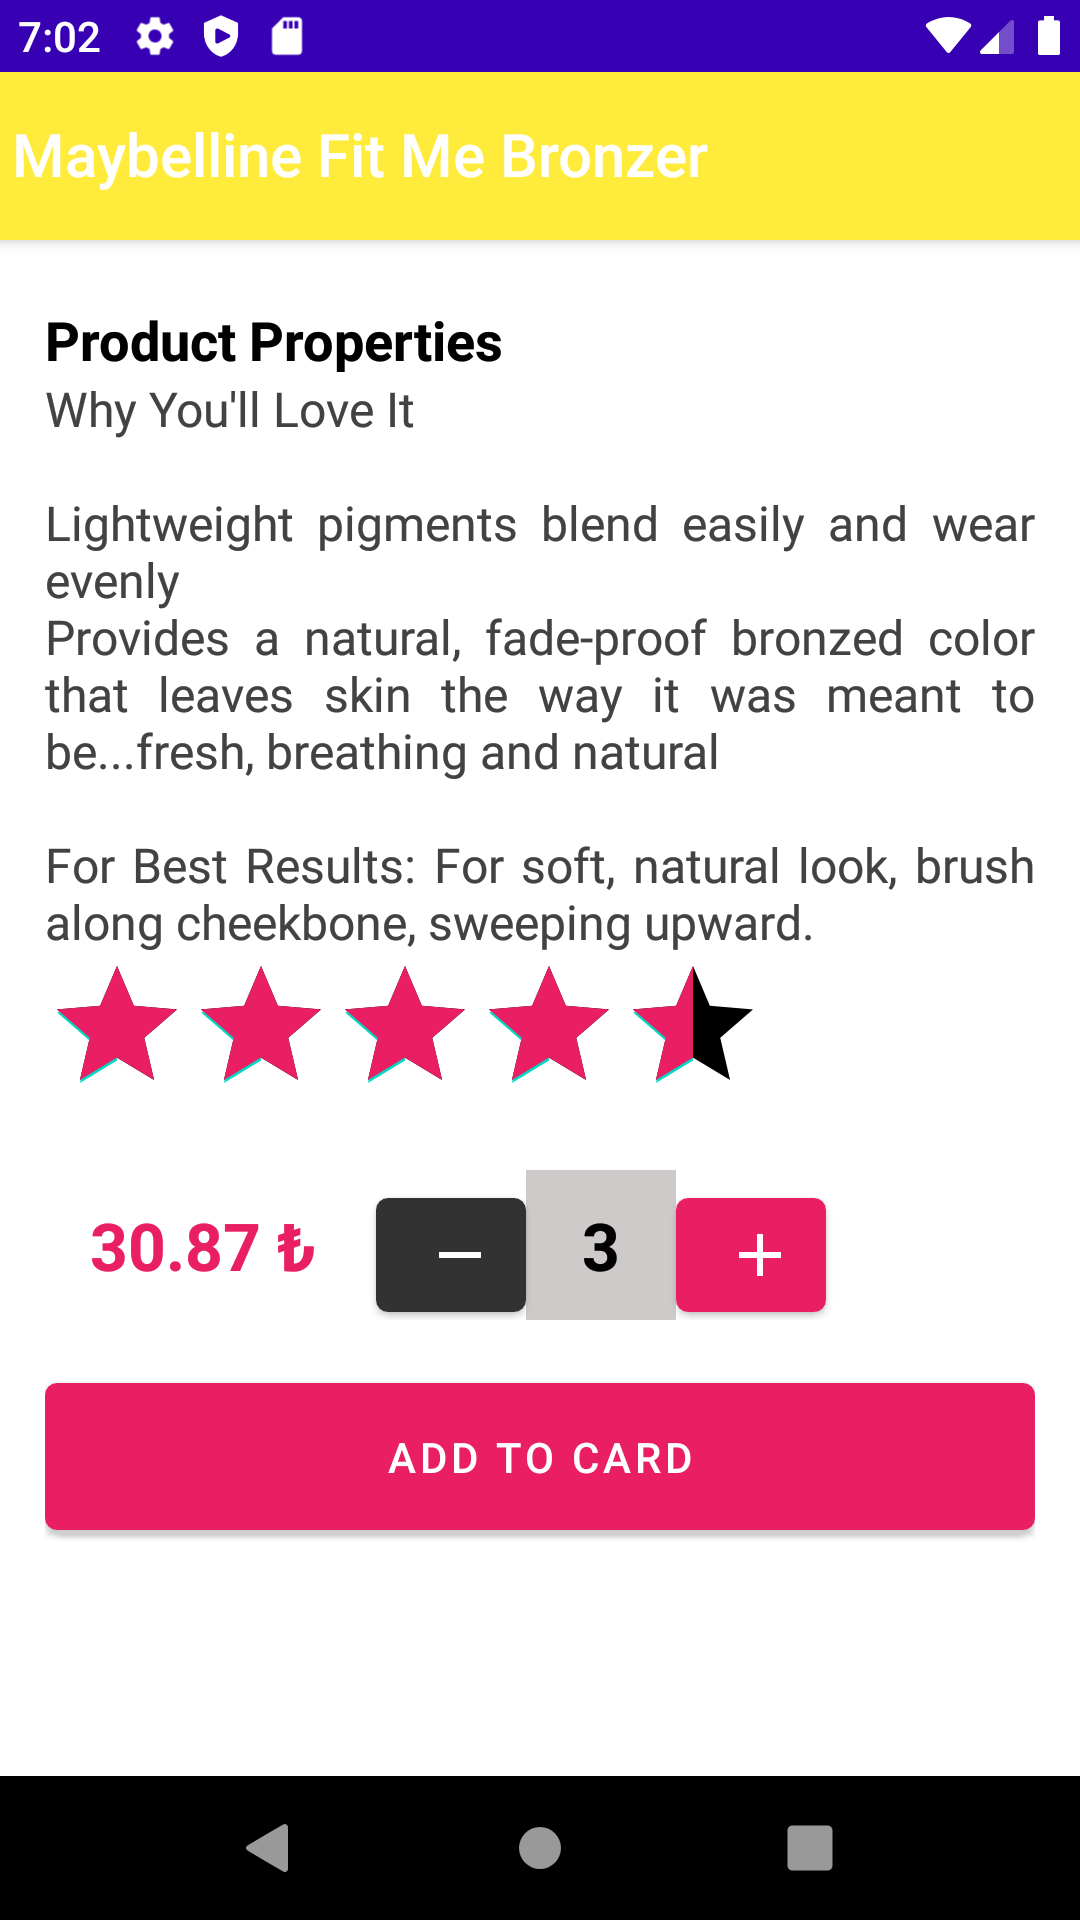 7:02
Maybelline Fit Me Bronzer
Product Properties
Why You'll Love It
Lightweight pigments blend easily and wear
evenly
Provides a natural, fade-proof bronzed color
that leaves skin the way it was meant to
be...fresh, breathing and natural
For Best Results: For soft, natural look, brush
along cheekbone, sweeping upward.
30.87 ₺ − 3 +
ADD TO CARD